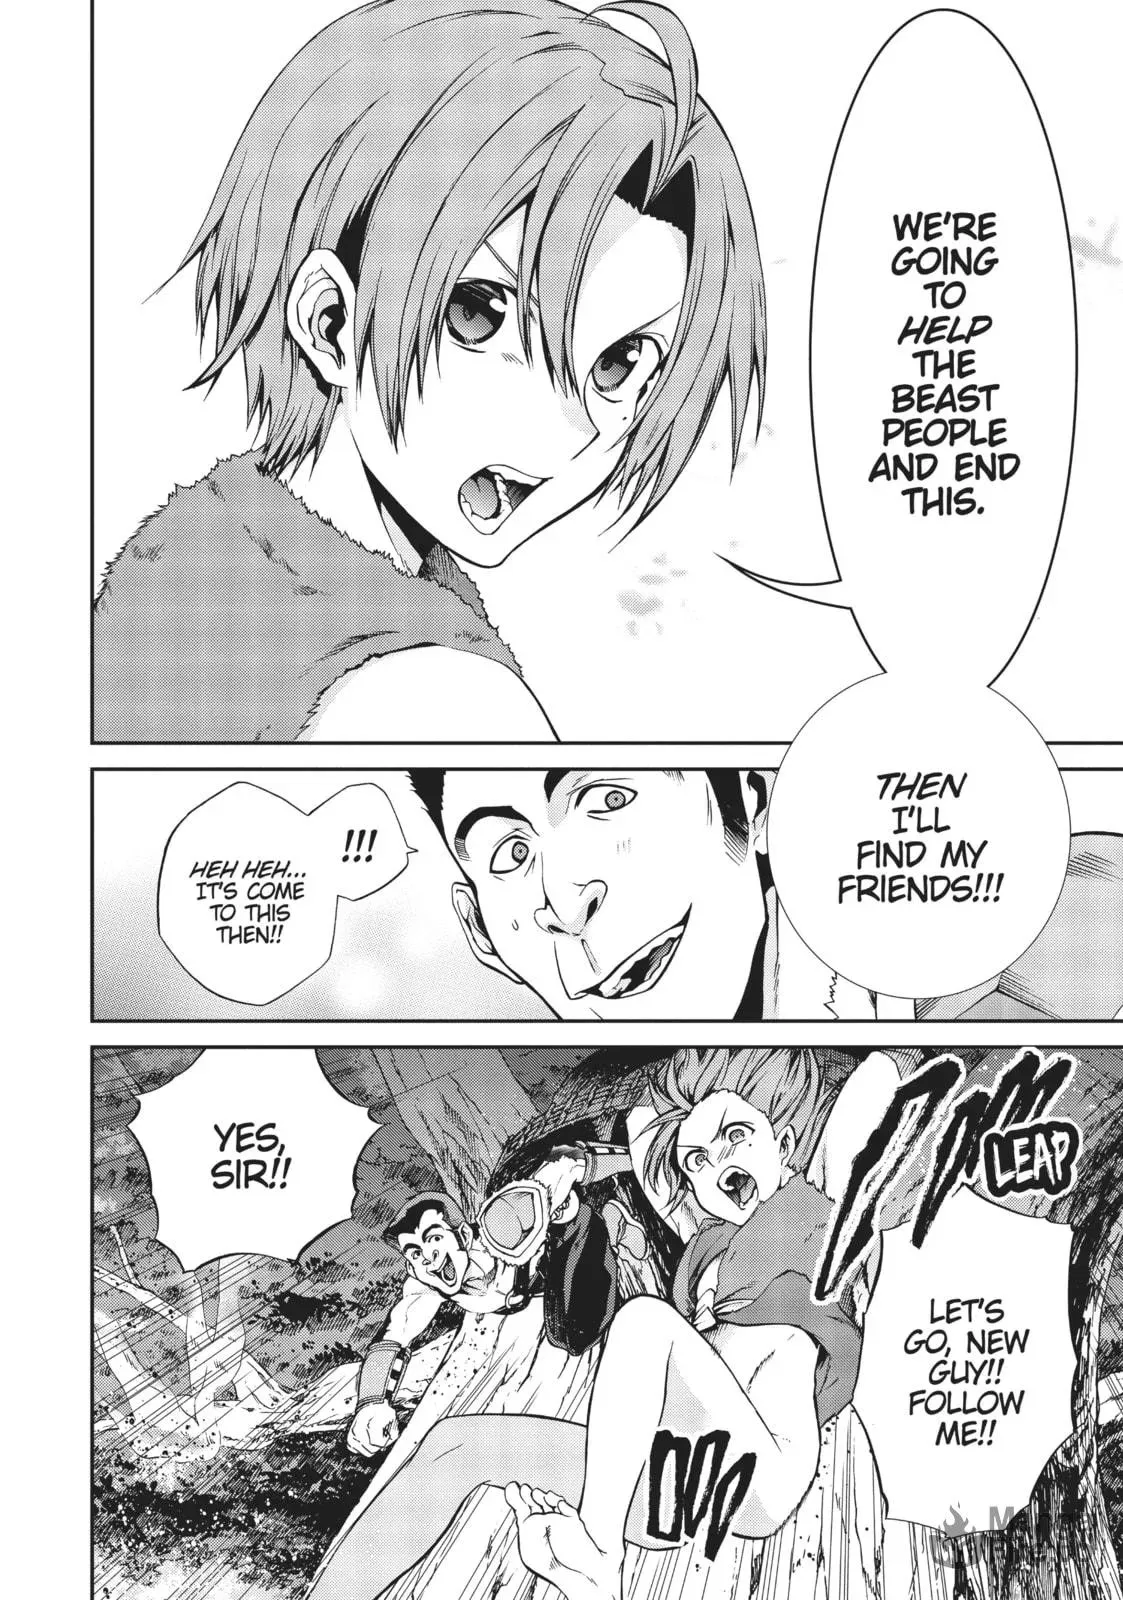 WE'RE
GOING
TO
HELP
THE
BEAST
PEOPLE
AND END
THIS.
THEN
I'LL
FIND MY
FRIENDS!!!
!!!
HEH HEH...
IT'S COME
TO THIS
THEN!!
YES,
SIR!!
LEAP
LET'S
GO, NEW
GUY!!
FOLLOW
ME!!